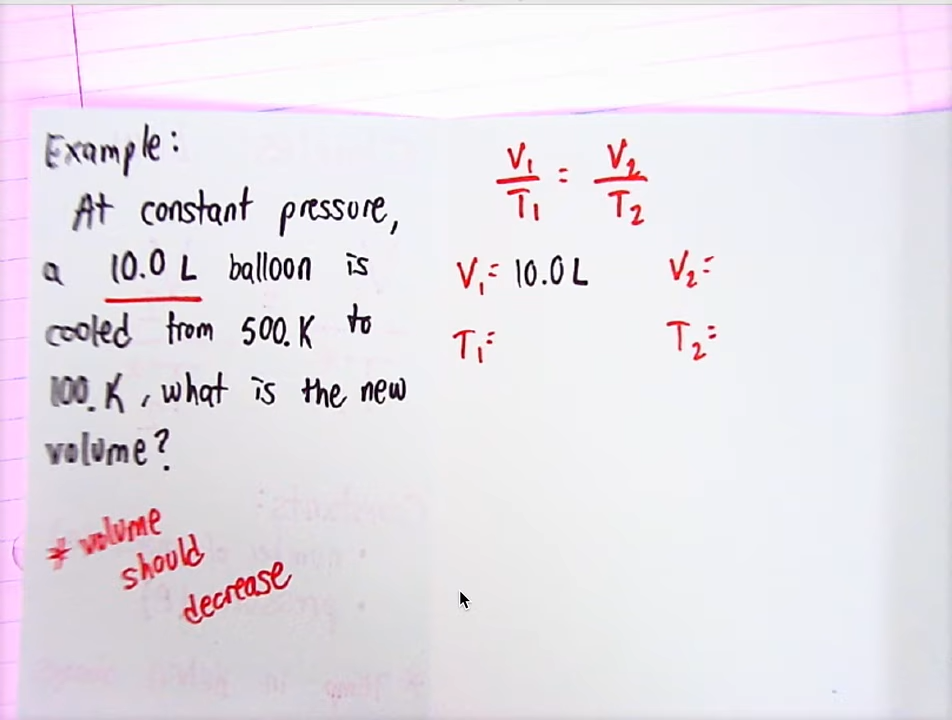 Example:
At constant pressure,
a 10.0 L balloon is
cooled from 500. K to
100. K, what is the new
volume?
* volume
should
decrease
V₁/T₁ = V₂/T₂
V₁= 10.0 L V₂=
T₁= T₂=